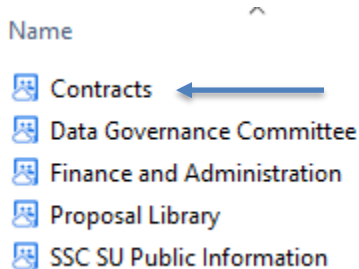 Name
Contracts
Data Governance Committee
Finance and Administration
Proposal Library
SSC SU Public Information